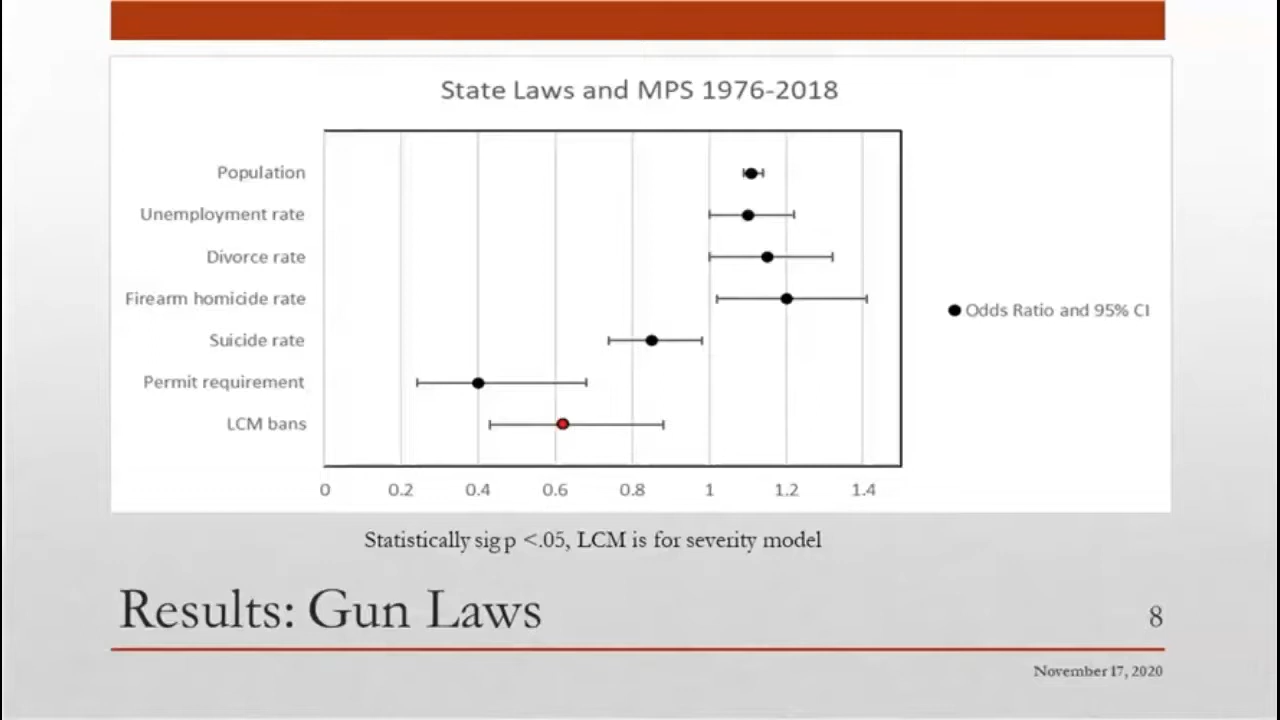 State Laws and MPS 1976-2018
Population
Unemployment rate
Divorce rate
Firearm homicide rate
Suicide rate
Permit requirement
LCM bans
0 0.2 0.4 0.6 0.8 1 1.2 1.4
Odds Ratio and 95% CI
Statistically sig p <.05, LCM is for severity model
Results: Gun Laws
8
November 17, 2020